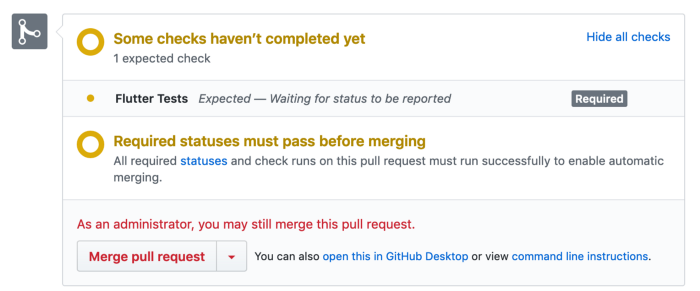 Some checks haven’t completed yet
Hide all checks
1 expected check
Flutter Tests Expected — Waiting for status to be reported Required
Required statuses must pass before merging
All required statuses and check runs on this pull request must run successfully to enable automatic
merging.
As an administrator, you may still merge this pull request.
Merge pull request You can also open this in GitHub Desktop or view command line instructions.